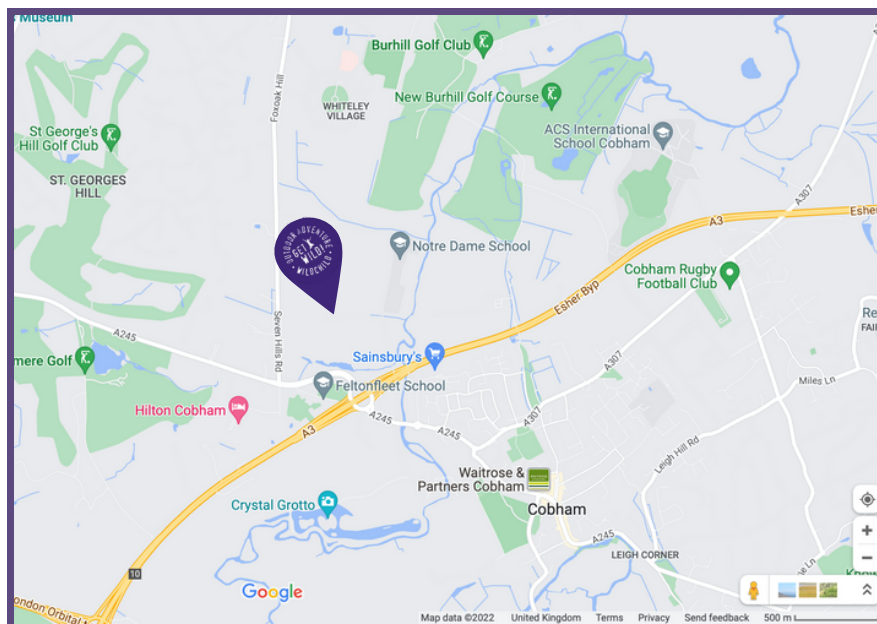 Museum
Burhill Golf Club
New Burhill Golf Course
Foxoak Hill
WHITELEY
VILLAGE
ACS International
School Cobham
St George's
Hill Golf Club
ST. GEORGES
HILL
A307
A3
Esher
OUTDOOR ADVENTURE
GET
WILD!
WILDCHILD
Notre Dame School
Cobham Rugby
Football Club
Esher Byp
A245
Seven Hills Rd
Sainsbury's
A307
Re
FAI
mere Golf
Feltonfleet School
Miles Ln
Hilton Cobham
A245
A3
A245
A307
Leigh Hill Rd
Waitrose &
Partners Cobham
Crystal Grotto
Cobham
A245
LEIGH CORNER
10
e Ln
Know
Google
ondon Orbital
Map data ©2022 United Kingdom Terms Privacy Send feedback 500 m